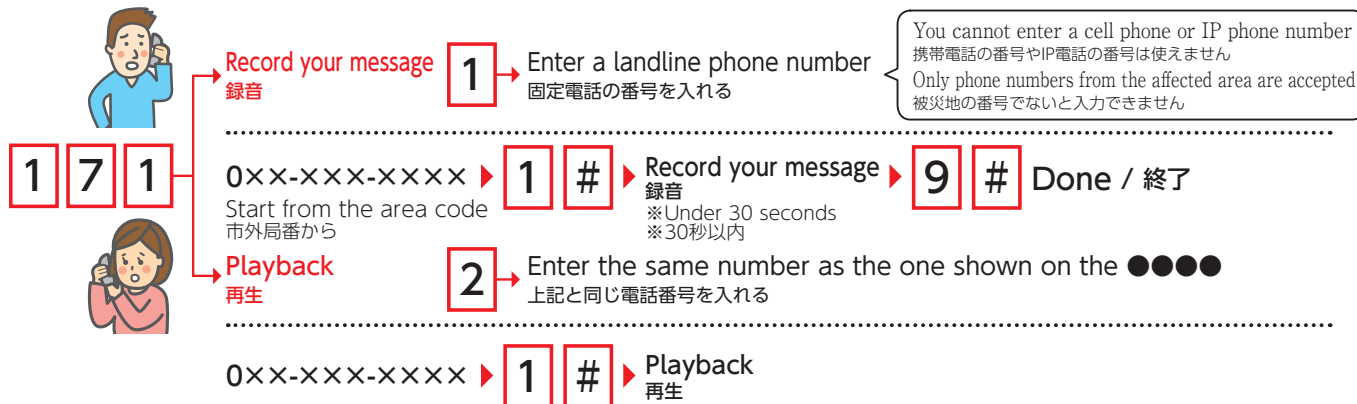 Record your message
録音
1
Enter a landline phone number
固定電話の番号を入れる
You cannot enter a cell phone or IP phone number
携帯電話の番号やIP電話の番号は使えません
Only phone numbers from the affected area are accepted
被災地の番号でないと入力できません
1 7 1
0××-×××-××××
Start from the area code
市外局番から
1 #
Record your message
録音
※Under 30 seconds
※30秒以内
9 # Done / 終了
Playback
再生
2
Enter the same number as the one shown on the ●●●●
上記と同じ電話番号を入れる
0××-×××-××××
1 #
Playback
再生